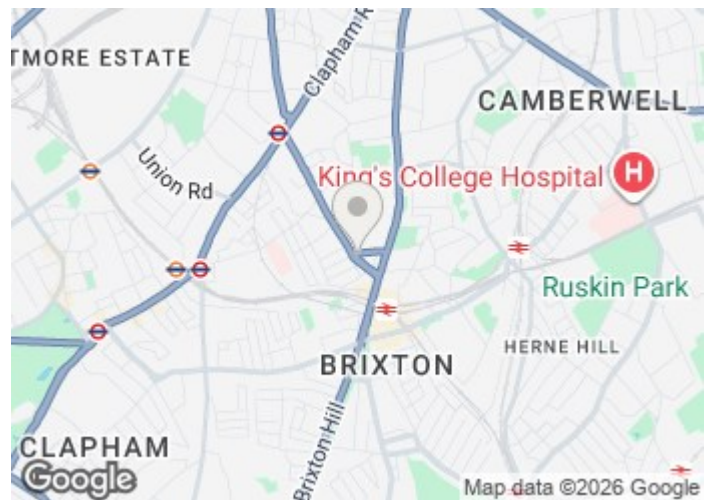 TMORE ESTATE
Clapham R
CAMBERWELL
Union Rd
King's College Hospital
H
Ruskin Park
HERNE HILL
BRIXTON
Brixton Hill
CLAPHAM
Google
Map data ©2026 Google